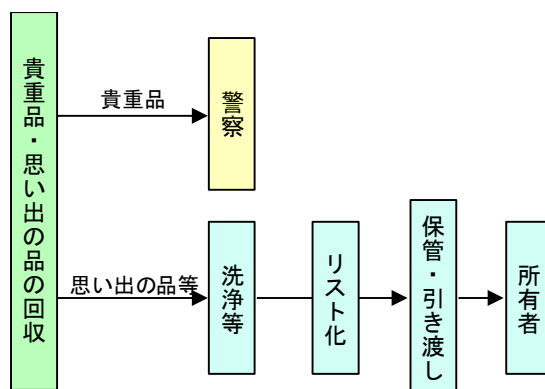 貴重品・思い出の品の回収
貴重品
警察
思い出の品等
洗浄等
リスト化
保管・引き渡し
所有者